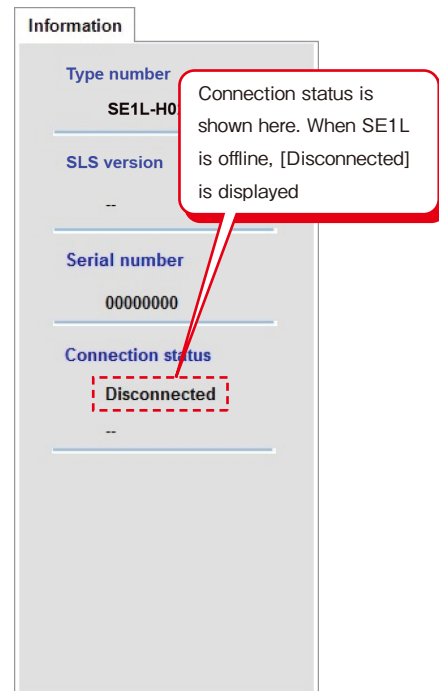 Information
Type number
SE1L-H0
Connection status is
shown here. When SE1L
is offline, [Disconnected]
is displayed
SLS version
--
Serial number
00000000
Connection status
Disconnected
--